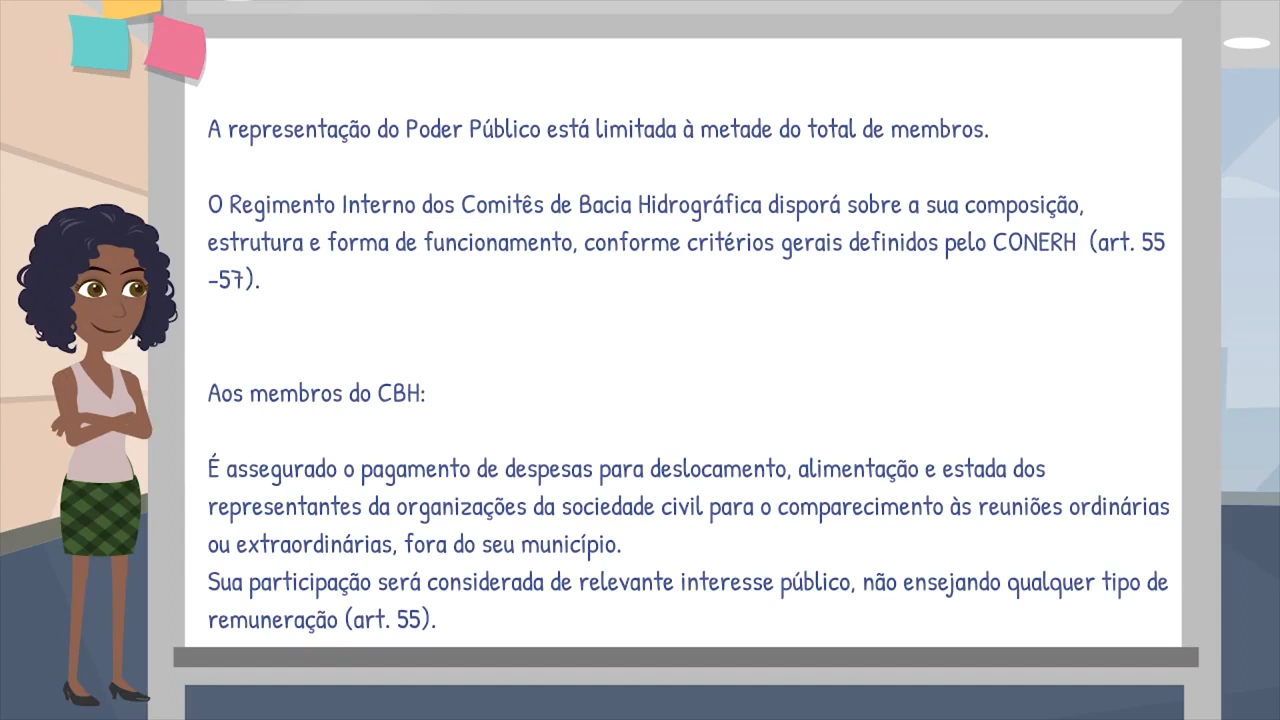 A representação do Poder Público está limitada à metade do total de membros.
O Regimento Interno dos Comitês de Bacia Hidrográfica disporá sobre a sua composição,
estrutura e forma de funcionamento, conforme critérios gerais definidos pelo CONERH (art. 55
-57).
Aos membros do CBH:
É assegurado o pagamento de despesas para deslocamento, alimentação e estada dos
representantes da organizações da sociedade civil para o comparecimento às reuniões ordinárias
ou extraordinárias, fora do seu município.
Sua participação será considerada de relevante interesse público, não ensejando qualquer tipo de
remuneração (art. 55).